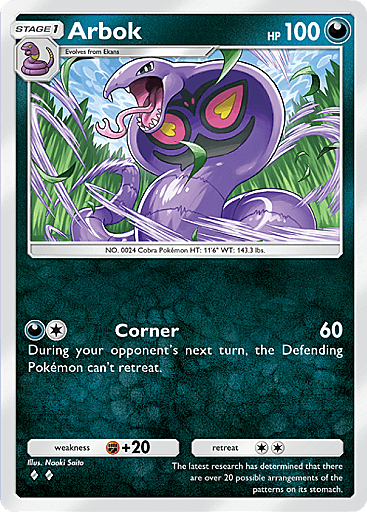 STAGE 1
Arbok
HP 100
Evolves from Ekans
NO. 0024 Cobra Pokémon HT: 11'6" WT: 143.3 lbs.
Corner 60
During your opponent's next turn, the Defending
Pokémon can't retreat.
weakness +20
retreat
Illus. Naoki Saito
The latest research has determined that there
are over 20 possible arrangements of the
patterns on its stomach.